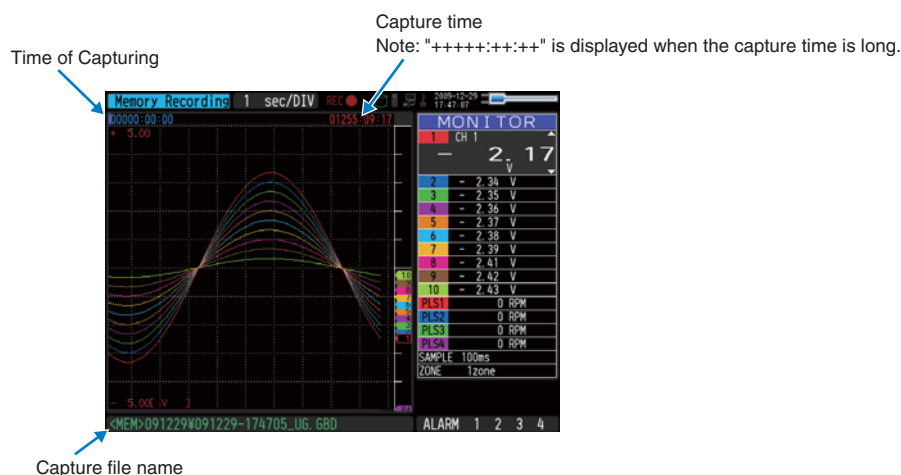 Capture time
Note: "+++++:++:++" is displayed when the capture time is long.
Time of Capturing
Memory Recording 1 sec/DIV REC 2009-12-29
17-47-07
00000:00:00 01255:09:17
+ 5.00
- 5.00[ V ]
MONITOR
1 CH 1
- 2.17
V
2 - 2.34 V
3 - 2.35 V
4 - 2.36 V
5 - 2.37 V
6 - 2.38 V
7 - 2.39 V
8 - 2.41 V
9 - 2.42 V
10 - 2.43 V
PLS1 0 RPM
PLS2 0 RPM
PLS3 0 RPM
PLS4 0 RPM
SAMPLE 100ms
ZONE 1zone
10
1
<MEM>091229¥091229-174705_UG.GBD
ALARM 1 2 3 4
Capture file name